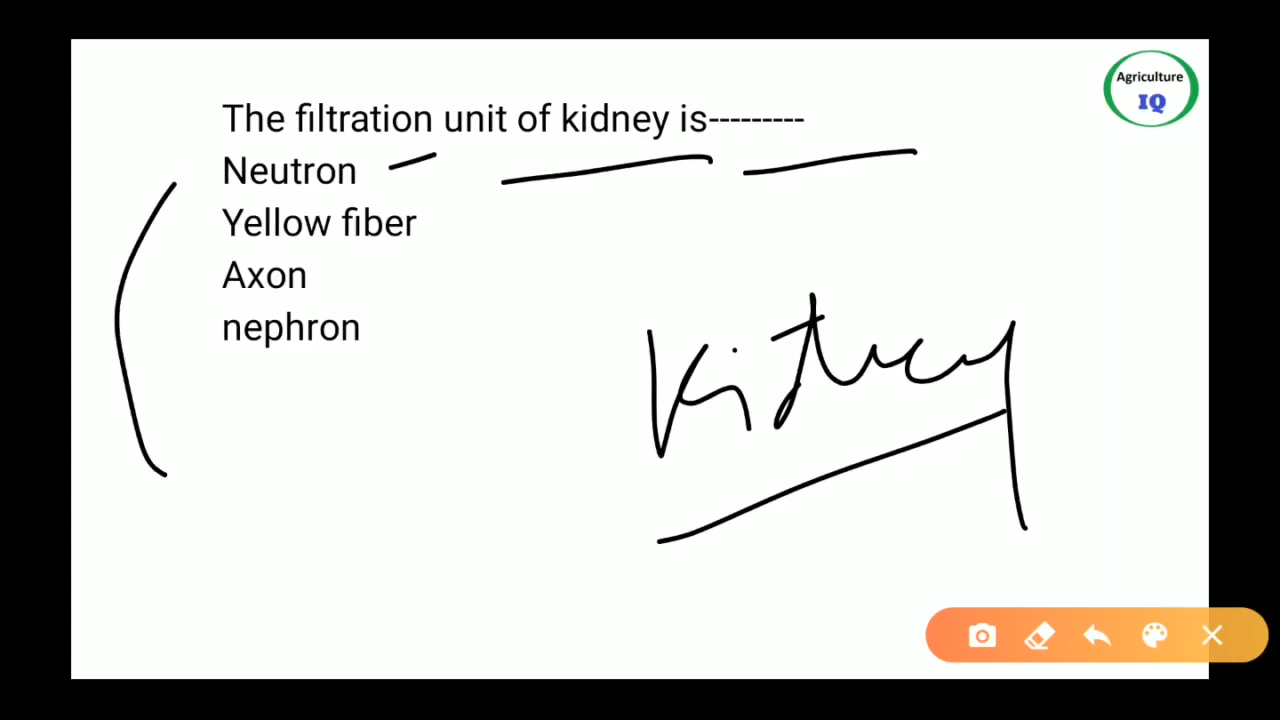 Agriculture
IQ
The filtration unit of kidney is---------
Neutron
Yellow fiber
Axon
nephron
Kidney